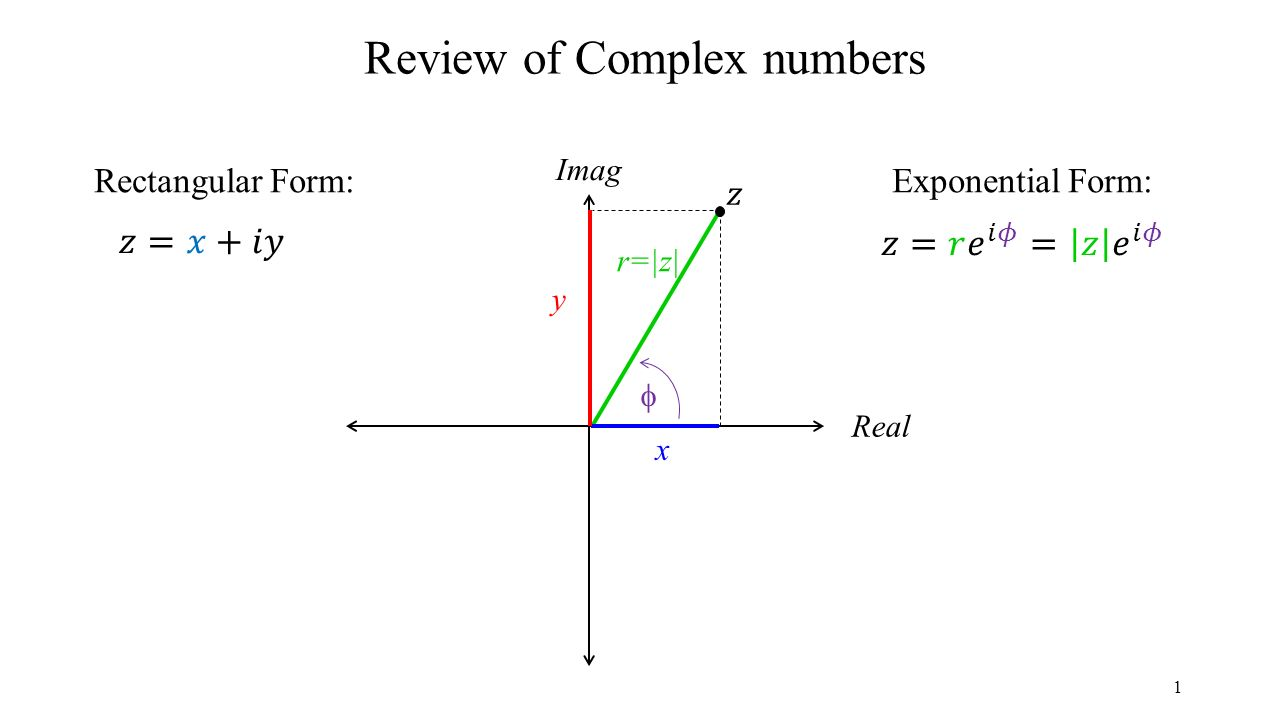 Review of Complex numbers
Rectangular Form:
𝑧 = 𝑥 + 𝑖𝑦
Imag
𝑧
r=|z|
y
ϕ
x
Real
Exponential Form:
𝑧 = 𝑟𝑒^{𝑖𝜙} = |𝑧|𝑒^{𝑖𝜙}
1